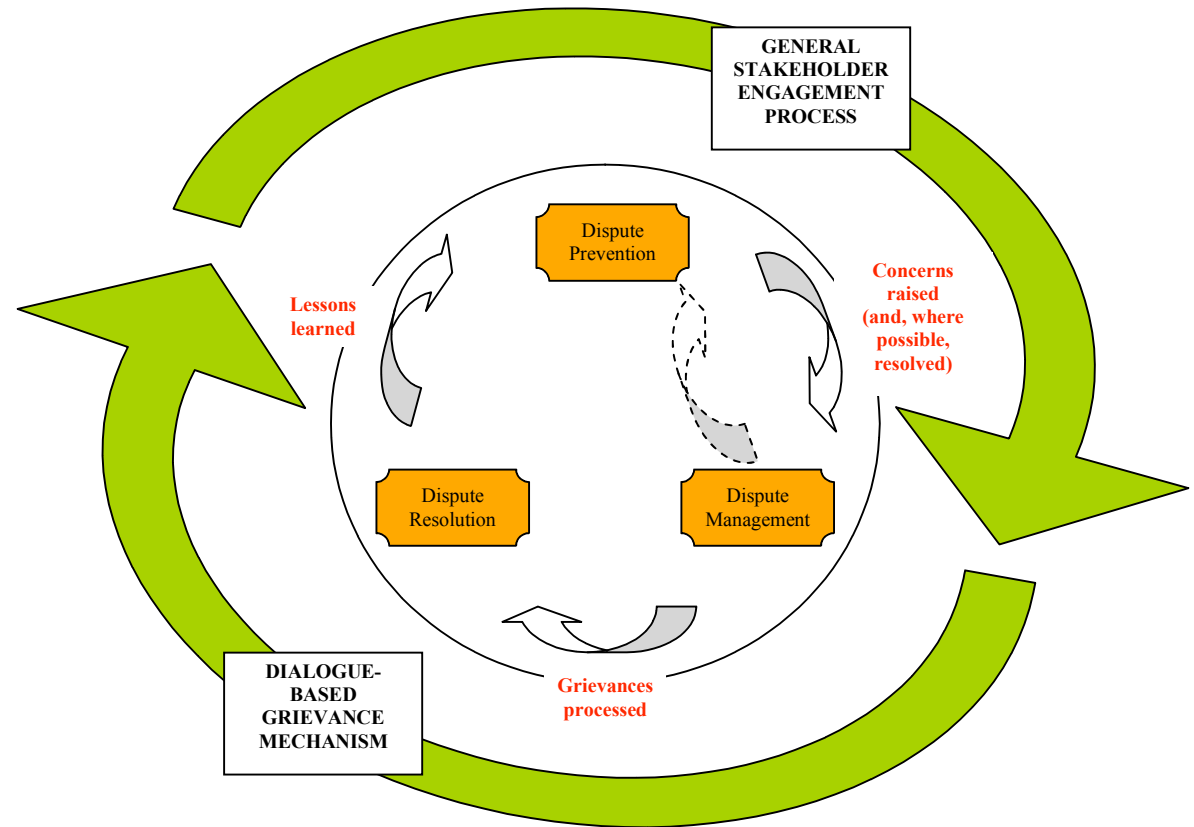 GENERAL
STAKEHOLDER
ENGAGEMENT
PROCESS
Dispute
Prevention
Concerns
raised
(and, where
possible,
resolved)
Lessons
learned
Dispute
Resolution
Dispute
Management
Grievances
processed
DIALOGUE-
BASED
GRIEVANCE
MECHANISM